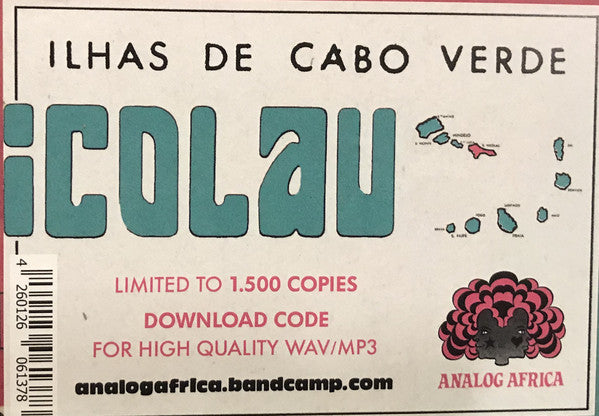 ILHAS DE CABO VERDE
iCOLAU
MINDELO
LIMITED TO 1.500 COPIES
DOWNLOAD CODE
FOR HIGH QUALITY WAV/MP3
analogafrica.bandcamp.com
ANALOG AFRICA
4 260126 061378